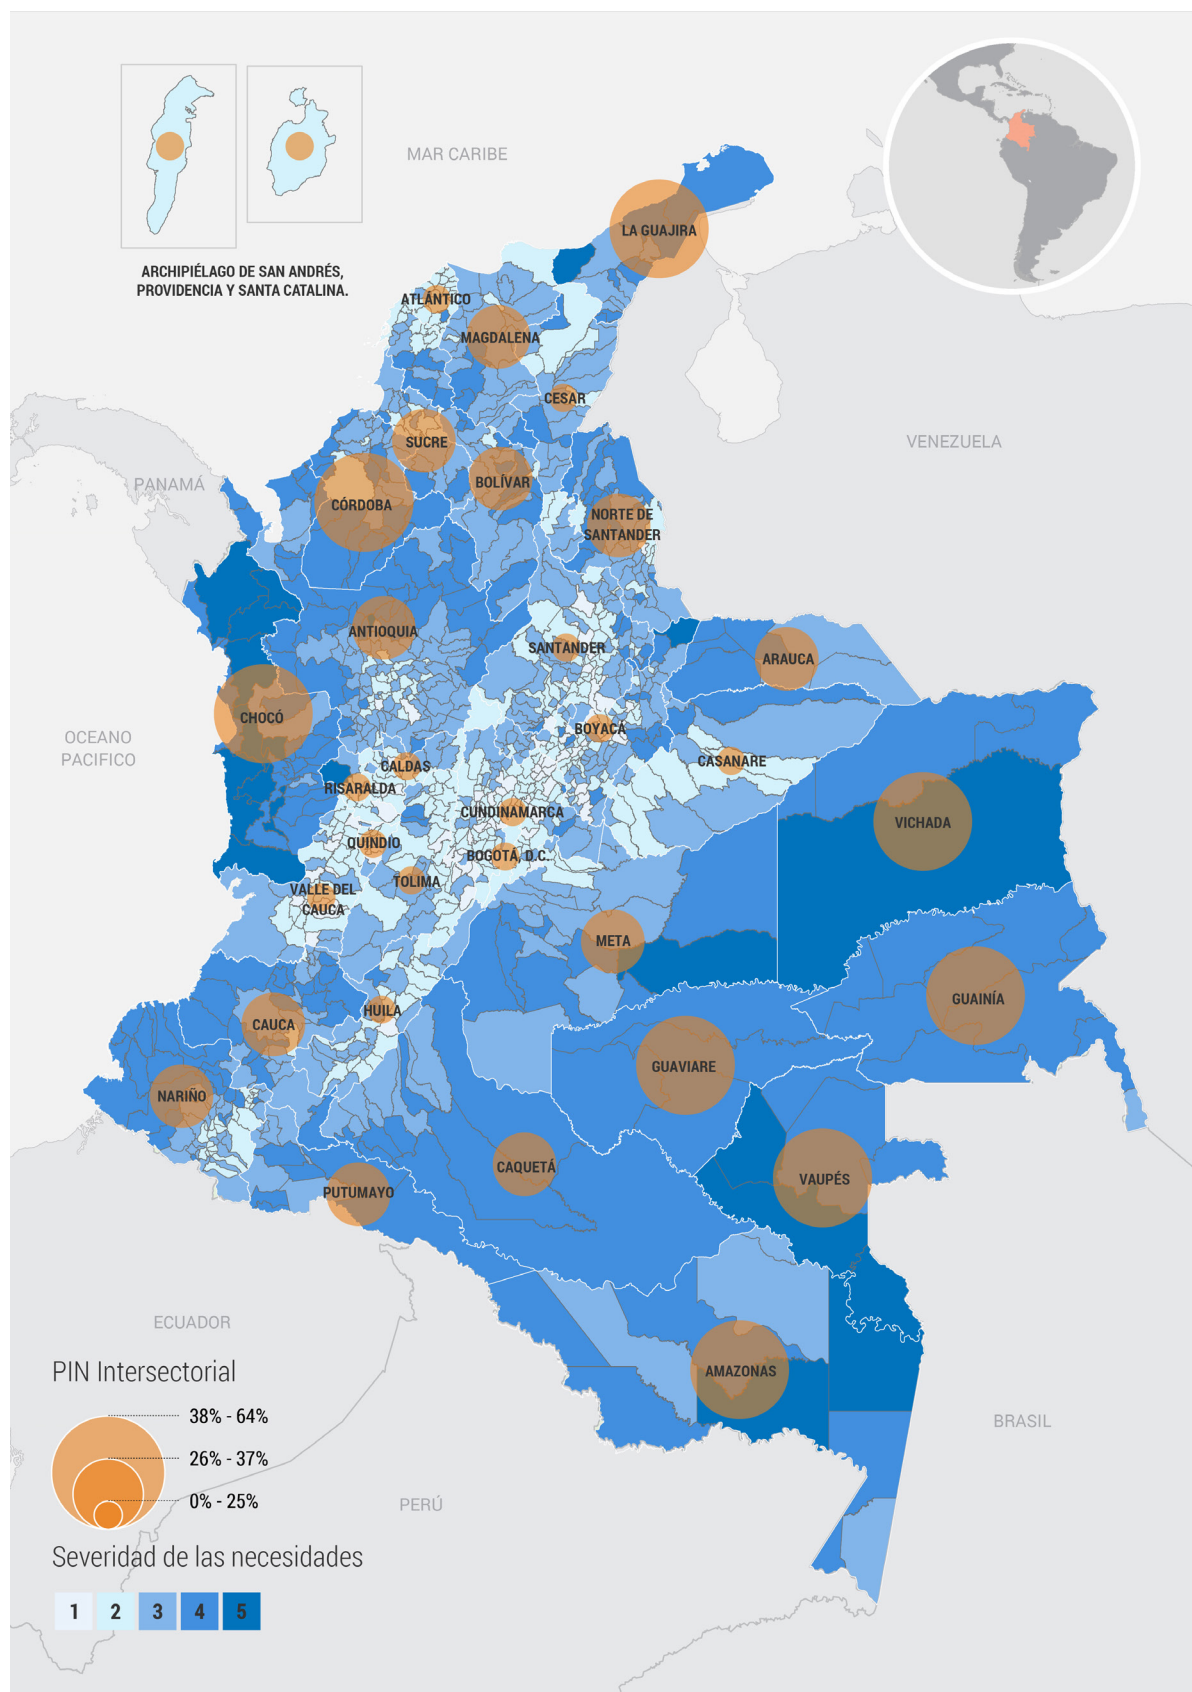 MAR CARIBE
ARCHIPIÉLAGO DE SAN ANDRÉS,
PROVIDENCIA Y SANTA CATALINA.
LA GUAJIRA
ATLÁNTICO
MAGDALENA
CESAR
SUCRE
VENEZUELA
BOLÍVAR
PANAMÁ
CÓRDOBA
NORTE DE
SANTANDER
ANTIOQUIA
SANTANDER
ARAUCA
CHOCÓ
BOYACÁ
OCEANO
PACIFICO
CALDAS
CASANARE
RISARALDA
CUNDINAMARCA
VICHADA
QUINDÍO
BOGOTÁ, D.C.
TOLIMA
VALLE DEL
CAUCA
META
GUAINÍA
HUILA
CAUCA
GUAVIARE
NARIÑO
CAQUETÁ
VAUPÉS
PUTUMAYO
ECUADOR
AMAZONAS
BRASIL
PERÚ
PIN Intersectorial
38% - 64%
26% - 37%
0% - 25%
Severidad de las necesidades
1 2 3 4 5